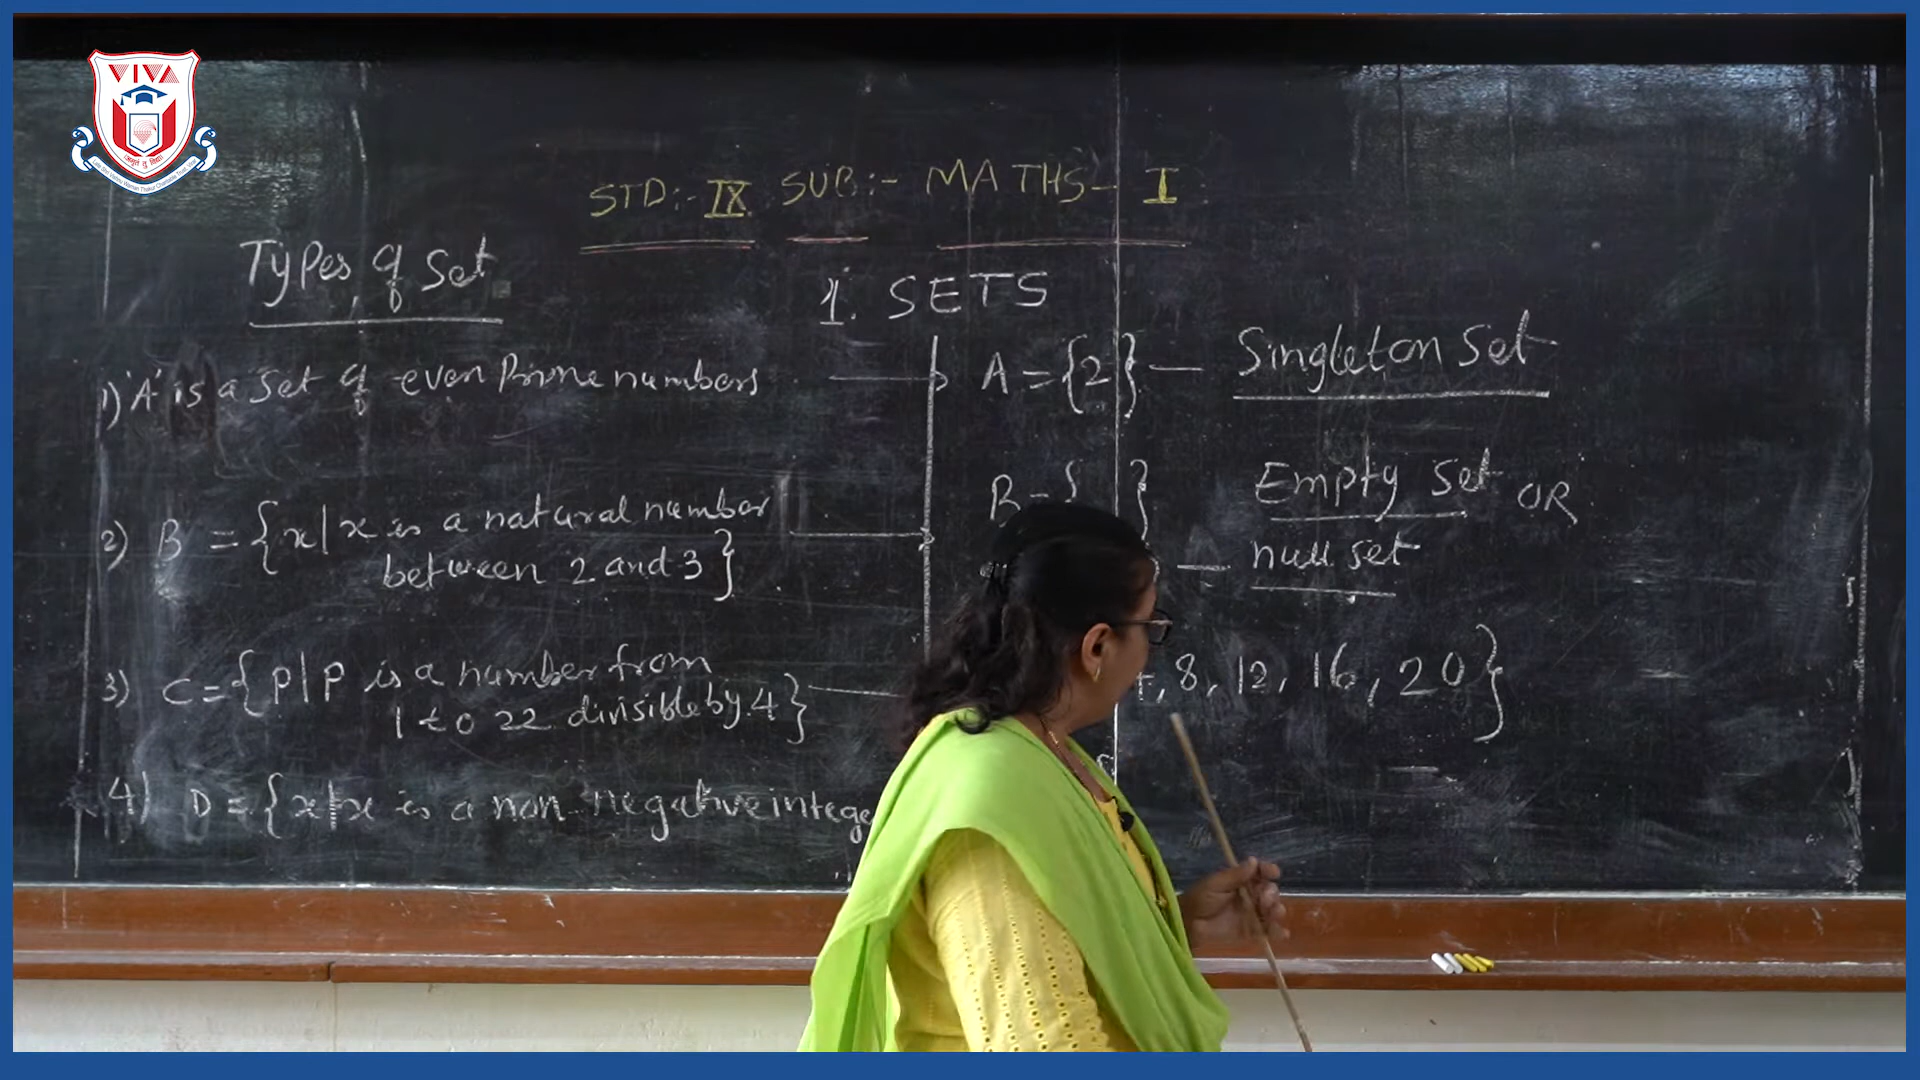 VIVA
STD:- IX SUB:- MATHS- I
Types of Set
1. SETS
1) 'A' is a set of even Prime numbers
A = {2} — Singleton Set
2) B = {x|x is a natural number
between 2 and 3}
B = { }
Empty Set OR
— null set
3) C = {P|P is a number from
1 to 22 divisible by 4}
, 8, 12, 16, 20}
4) D = {x|x is a non-negative intege